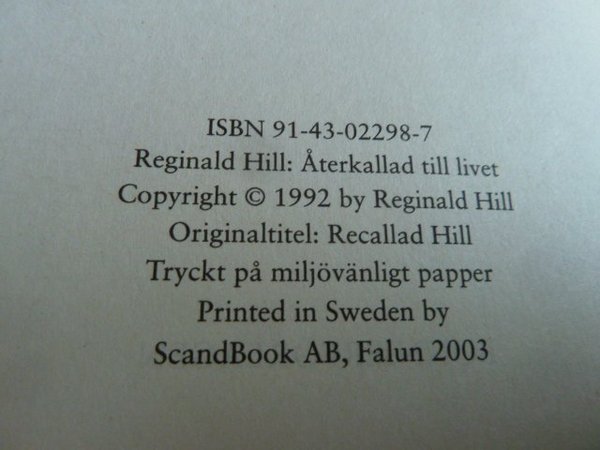 ISBN 91-43-02298-7
Reginald Hill: Återkallad till livet
Copyright © 1992 by Reginald Hill
Originaltitel: Recallad Hill
Tryckt på miljövänligt papper
Printed in Sweden by
ScandBook AB, Falun 2003